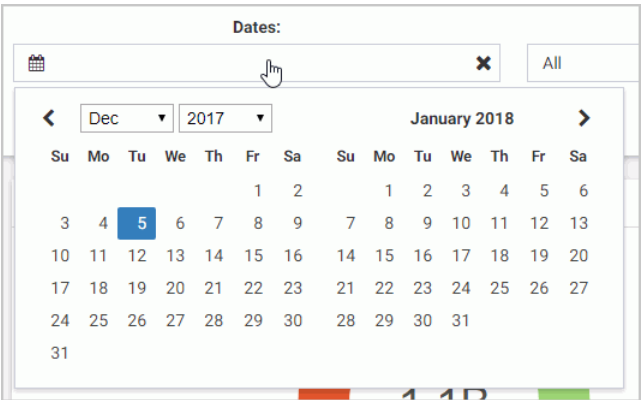 Dates:
All
Dec 2017 January 2018
Su Mo Tu We Th Fr Sa Su Mo Tu We Th Fr Sa
1 2 1 2 3 4 5 6
3 4 5 6 7 8 9 7 8 9 10 11 12 13
10 11 12 13 14 15 16 14 15 16 17 18 19 20
17 18 19 20 21 22 23 21 22 23 24 25 26 27
24 25 26 27 28 29 30 28 29 30 31
31
1.1B